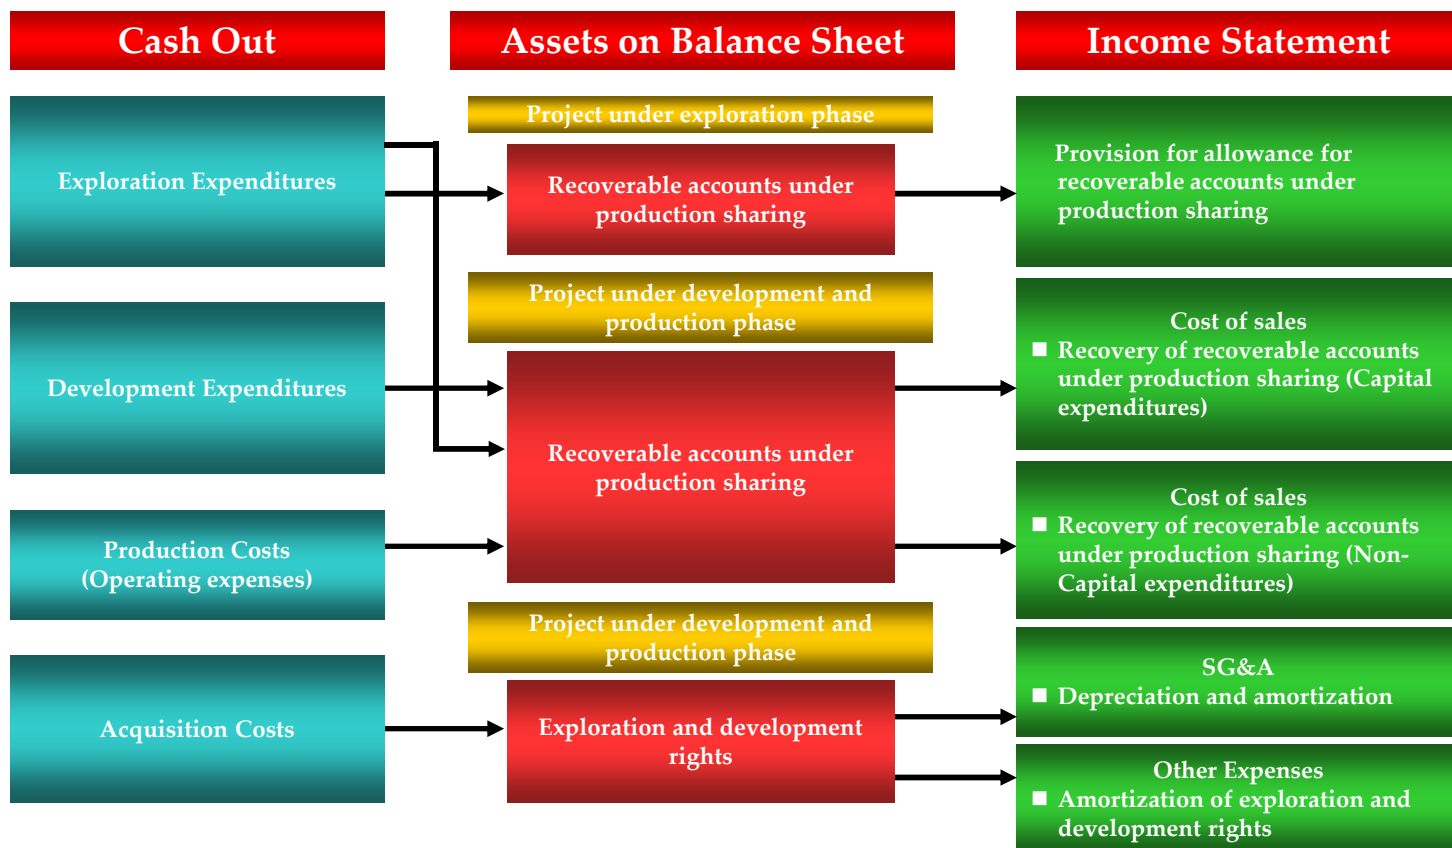 Cash Out
Assets on Balance Sheet
Income Statement
Exploration Expenditures
Development Expenditures
Production Costs
(Operating expenses)
Acquisition Costs
Project under exploration phase
Recoverable accounts under
production sharing
Project under development and
production phase
Recoverable accounts under
production sharing
Project under development and
production phase
Exploration and development
rights
Provision for allowance for
recoverable accounts under
production sharing
Cost of sales
■ Recovery of recoverable accounts
under production sharing (Capital
expenditures)
Cost of sales
■ Recovery of recoverable accounts
under production sharing (Non-
Capital expenditures)
SG&A
■ Depreciation and amortization
Other Expenses
■ Amortization of exploration and
development rights